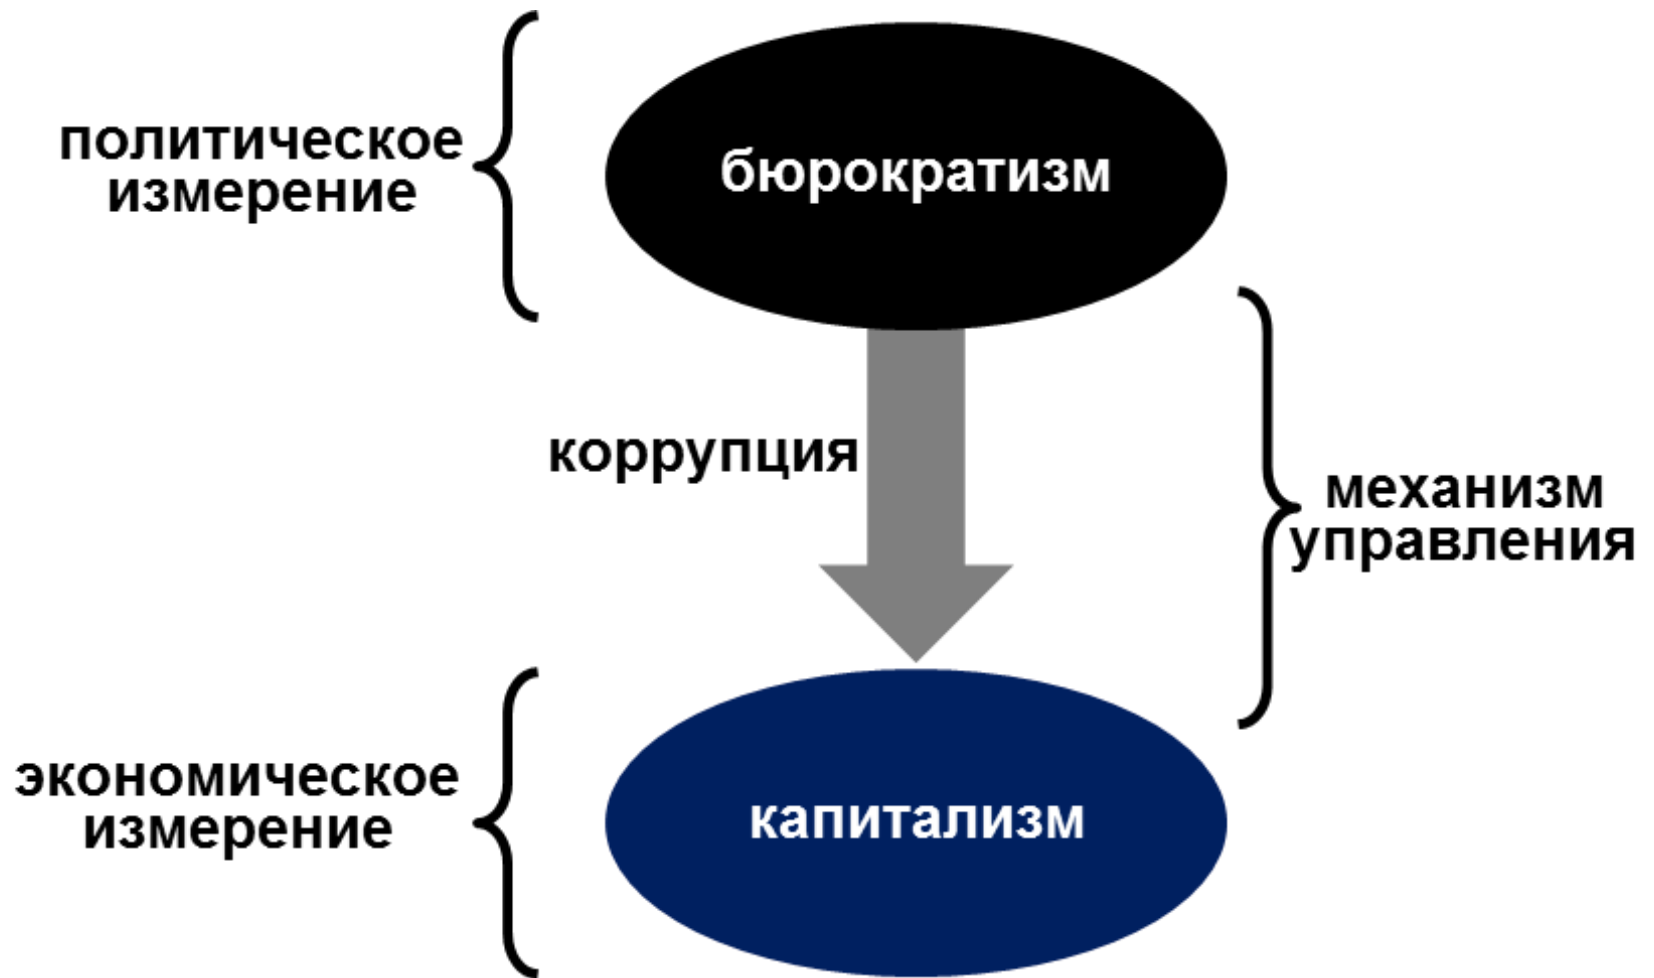 политическое
измерение
бюрократизм
коррупция
механизм
управления
экономическое
измерение
капитализм